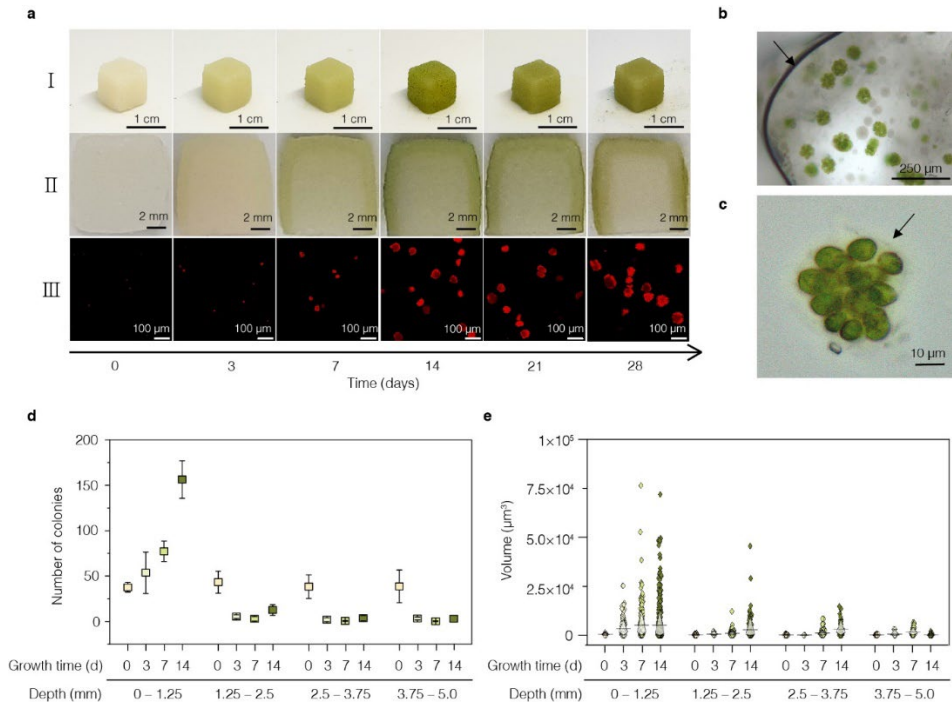 a
I
1 cm 1 cm 1 cm 1 cm 1 cm 1 cm
II
2 mm 2 mm 2 mm 2 mm 2 mm 2 mm
III
100 µm 100 µm 100 µm 100 µm 100 µm 100 µm
0 3 7 14 21 28
Time (days)
b
250 µm
c
10 µm
d
200
150
100
50
0
Number of colonies
Growth time (d) 0 3 7 14 0 3 7 14 0 3 7 14 0 3 7 14
Depth (mm) 0 – 1.25 1.25 – 2.5 2.5 – 3.75 3.75 – 5.0
e
1×10⁵
7.5×10⁴
5.0×10⁴
2.5×10⁴
0
Volume (µm³)
Growth time (d) 0 3 7 14 0 3 7 14 0 3 7 14 0 3 7 14
Depth (mm) 0 – 1.25 1.25 – 2.5 2.5 – 3.75 3.75 – 5.0